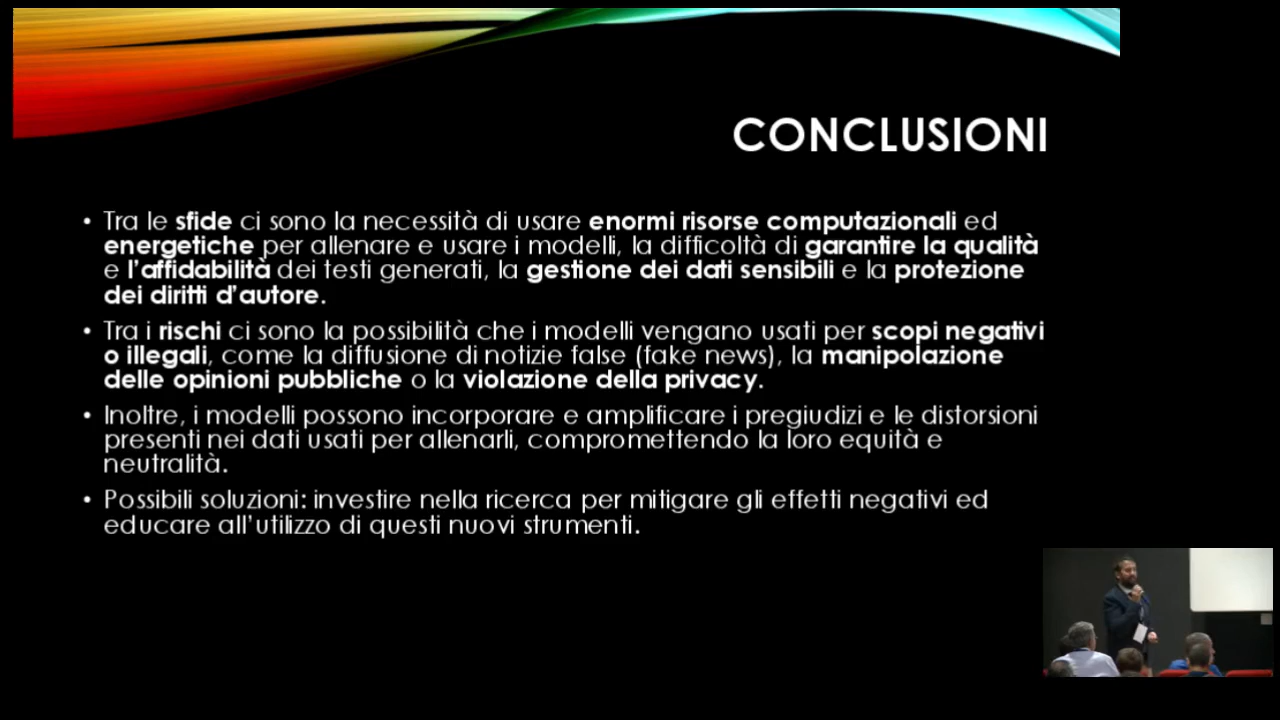 CONCLUSIONI
• Tra le sfide ci sono la necessità di usare enormi risorse computazionali ed
energetiche per allenare e usare i modelli, la difficoltà di garantire la qualità
e l’affidabilità dei testi generati, la gestione dei dati sensibili e la protezione
dei diritti d’autore.
• Tra i rischi ci sono la possibilità che i modelli vengano usati per scopi negativi
o illegali, come la diffusione di notizie false (fake news), la manipolazione
delle opinioni pubbliche o la violazione della privacy.
• Inoltre, i modelli possono incorporare e amplificare i pregiudizi e le distorsioni
presenti nei dati usati per allenarli, compromettendo la loro equità e
neutralità.
• Possibili soluzioni: investire nella ricerca per mitigare gli effetti negativi ed
educare all’utilizzo di questi nuovi strumenti.